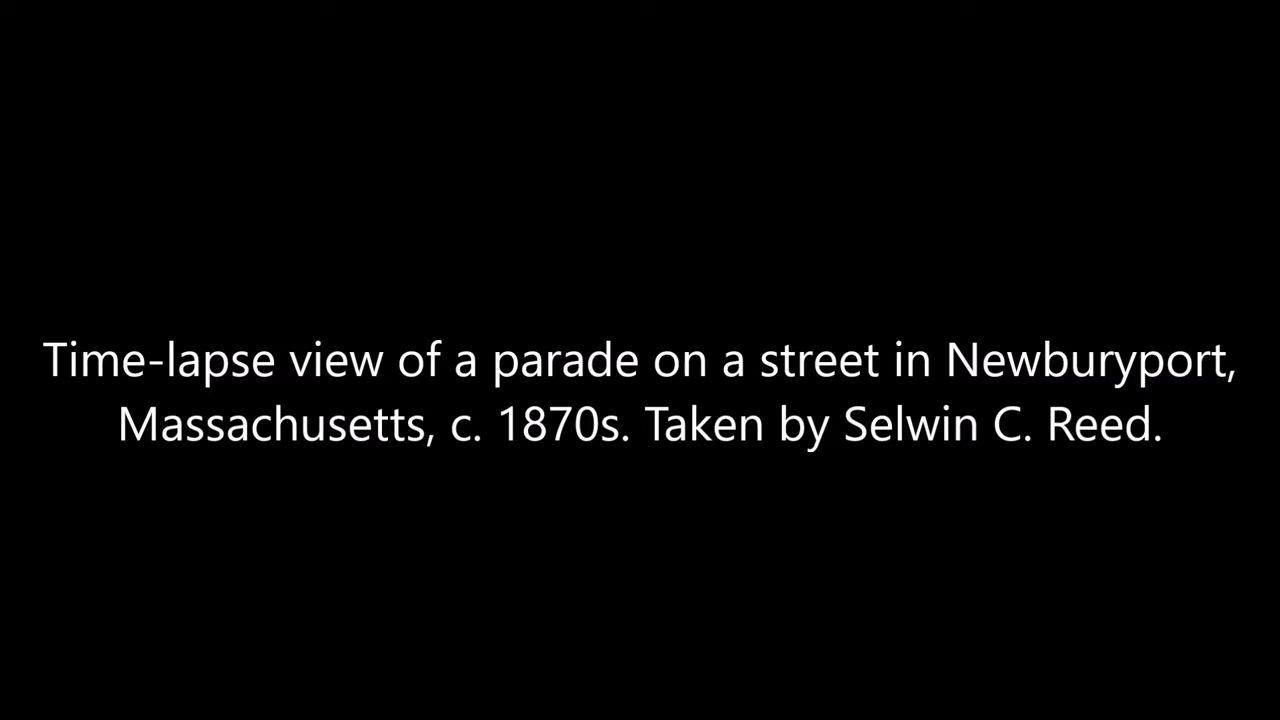 Time-lapse view of a parade on a street in Newburyport,
Massachusetts, c. 1870s. Taken by Selwin C. Reed.